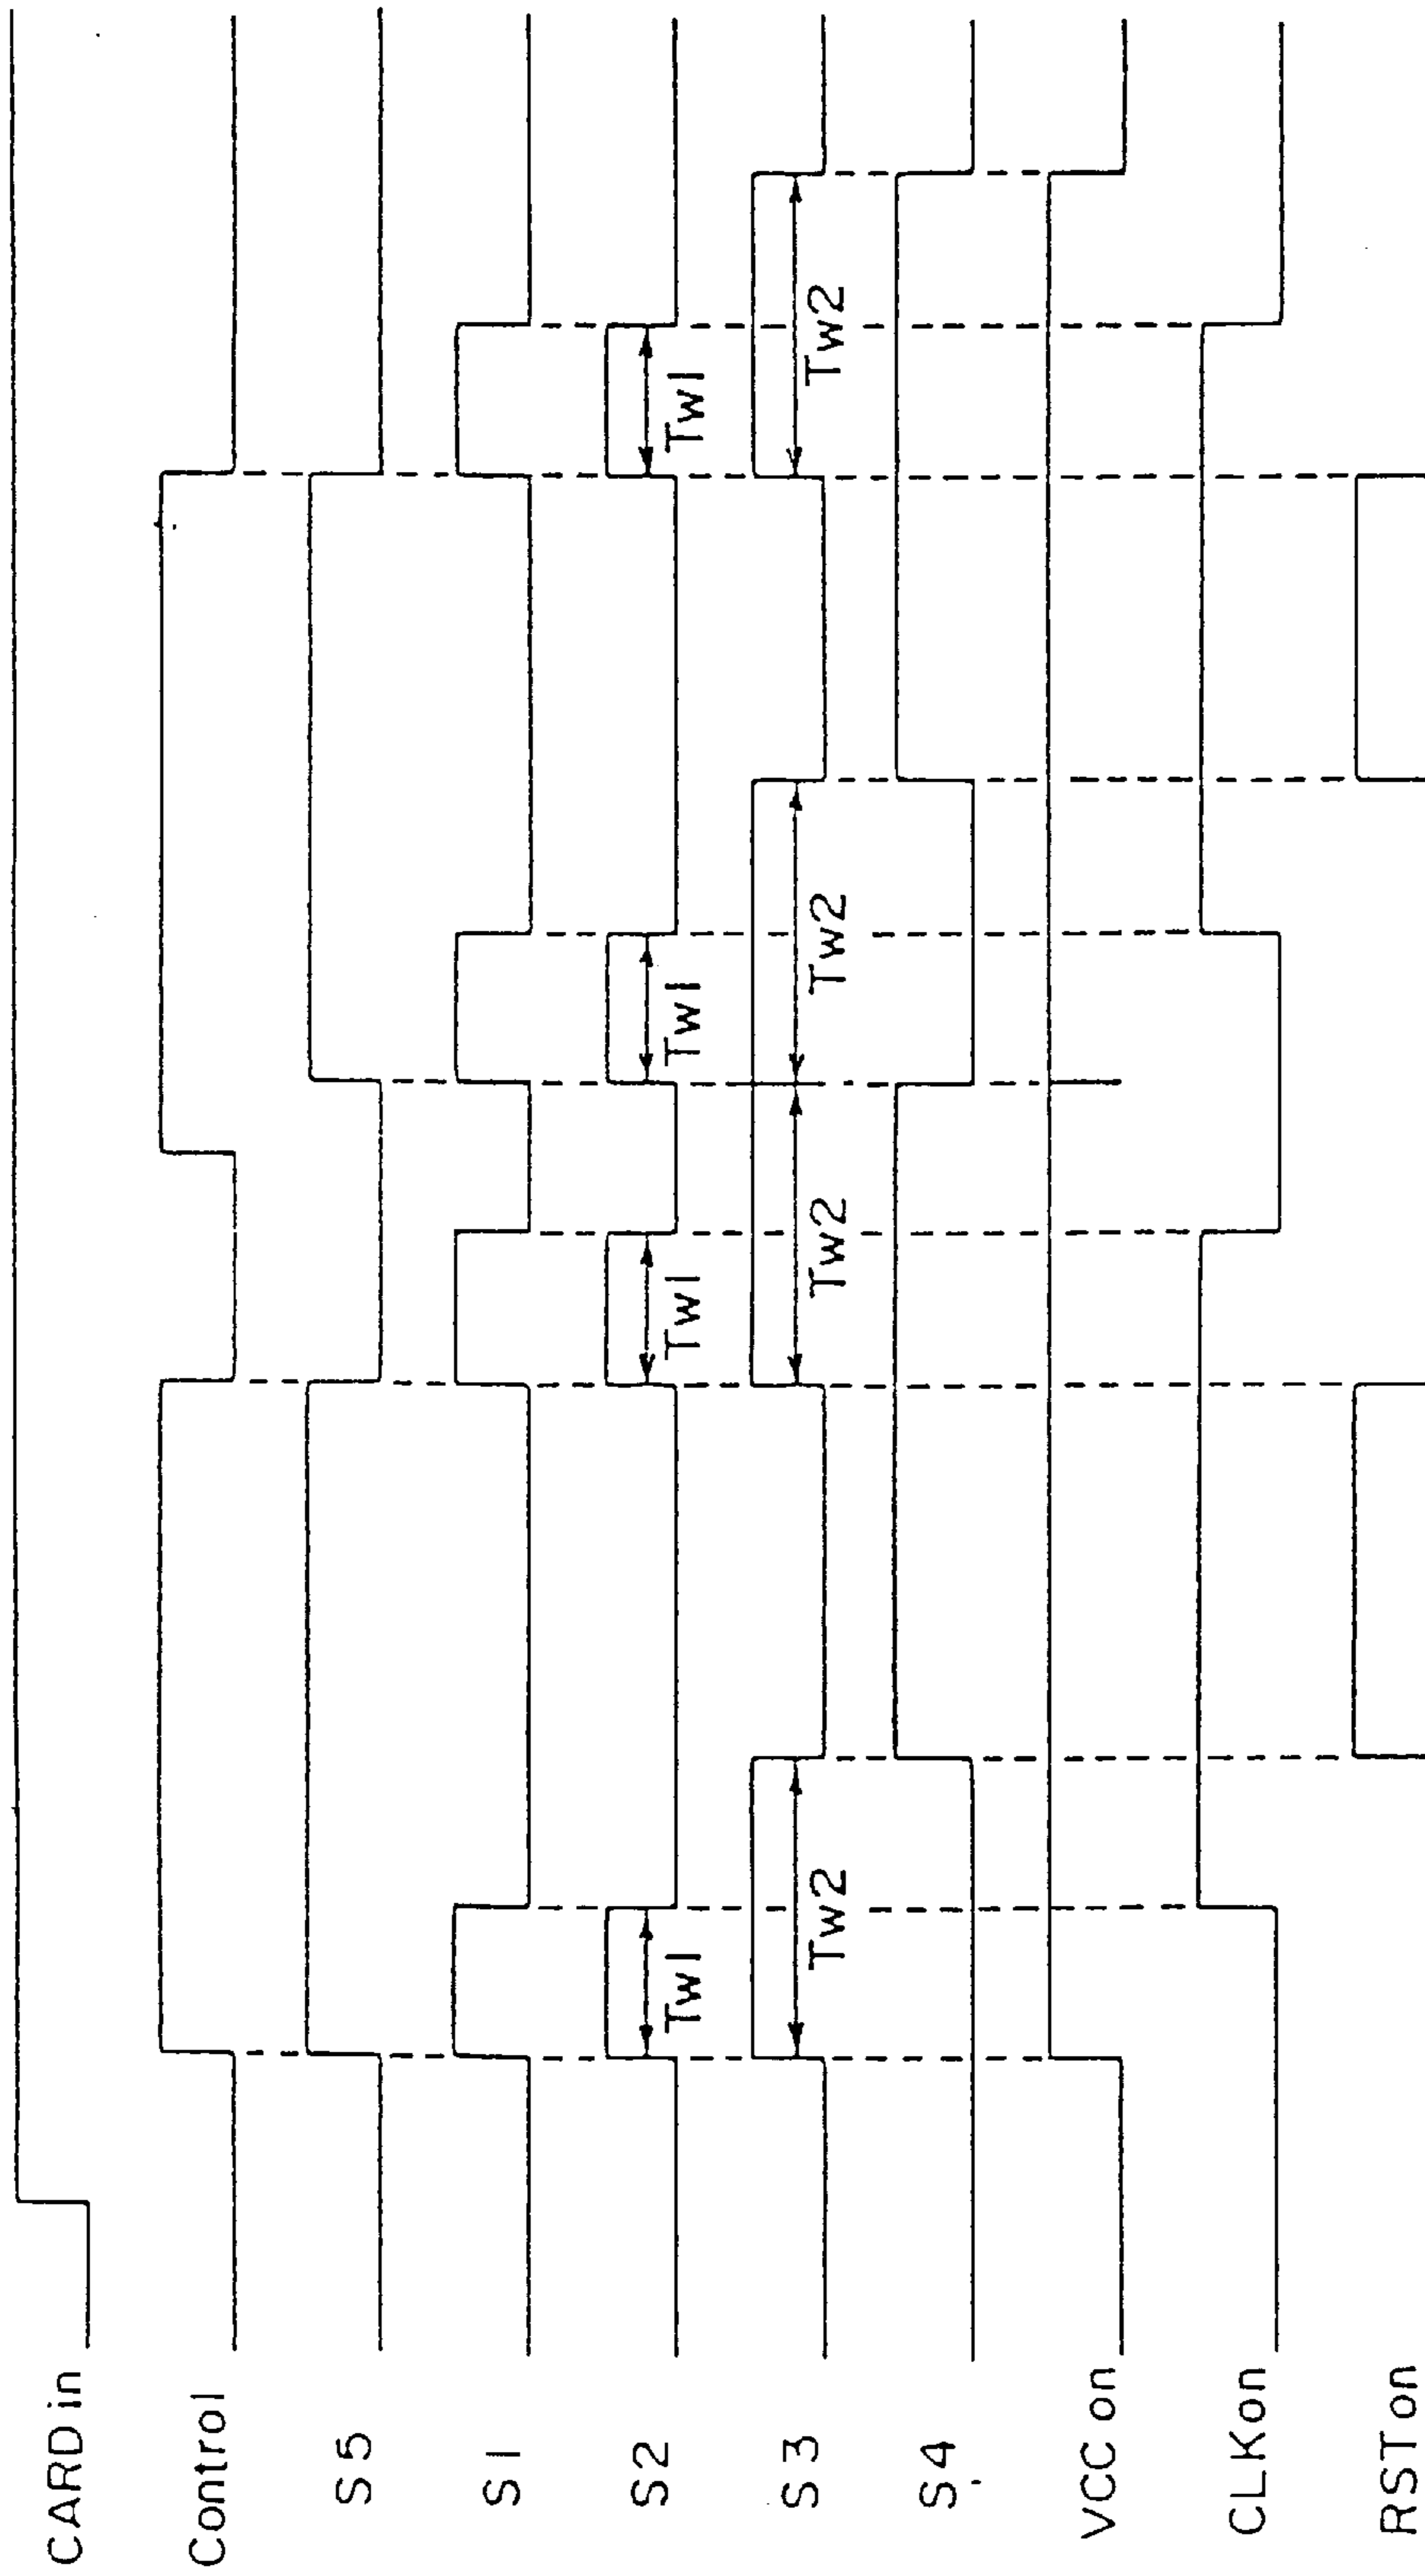 CARD in
Control
S5
S1
S2
Tw1
Tw1
Tw1
Tw1
S3
Tw2
Tw2
Tw2
Tw2
S4
VCC on
CLKon
RSTon